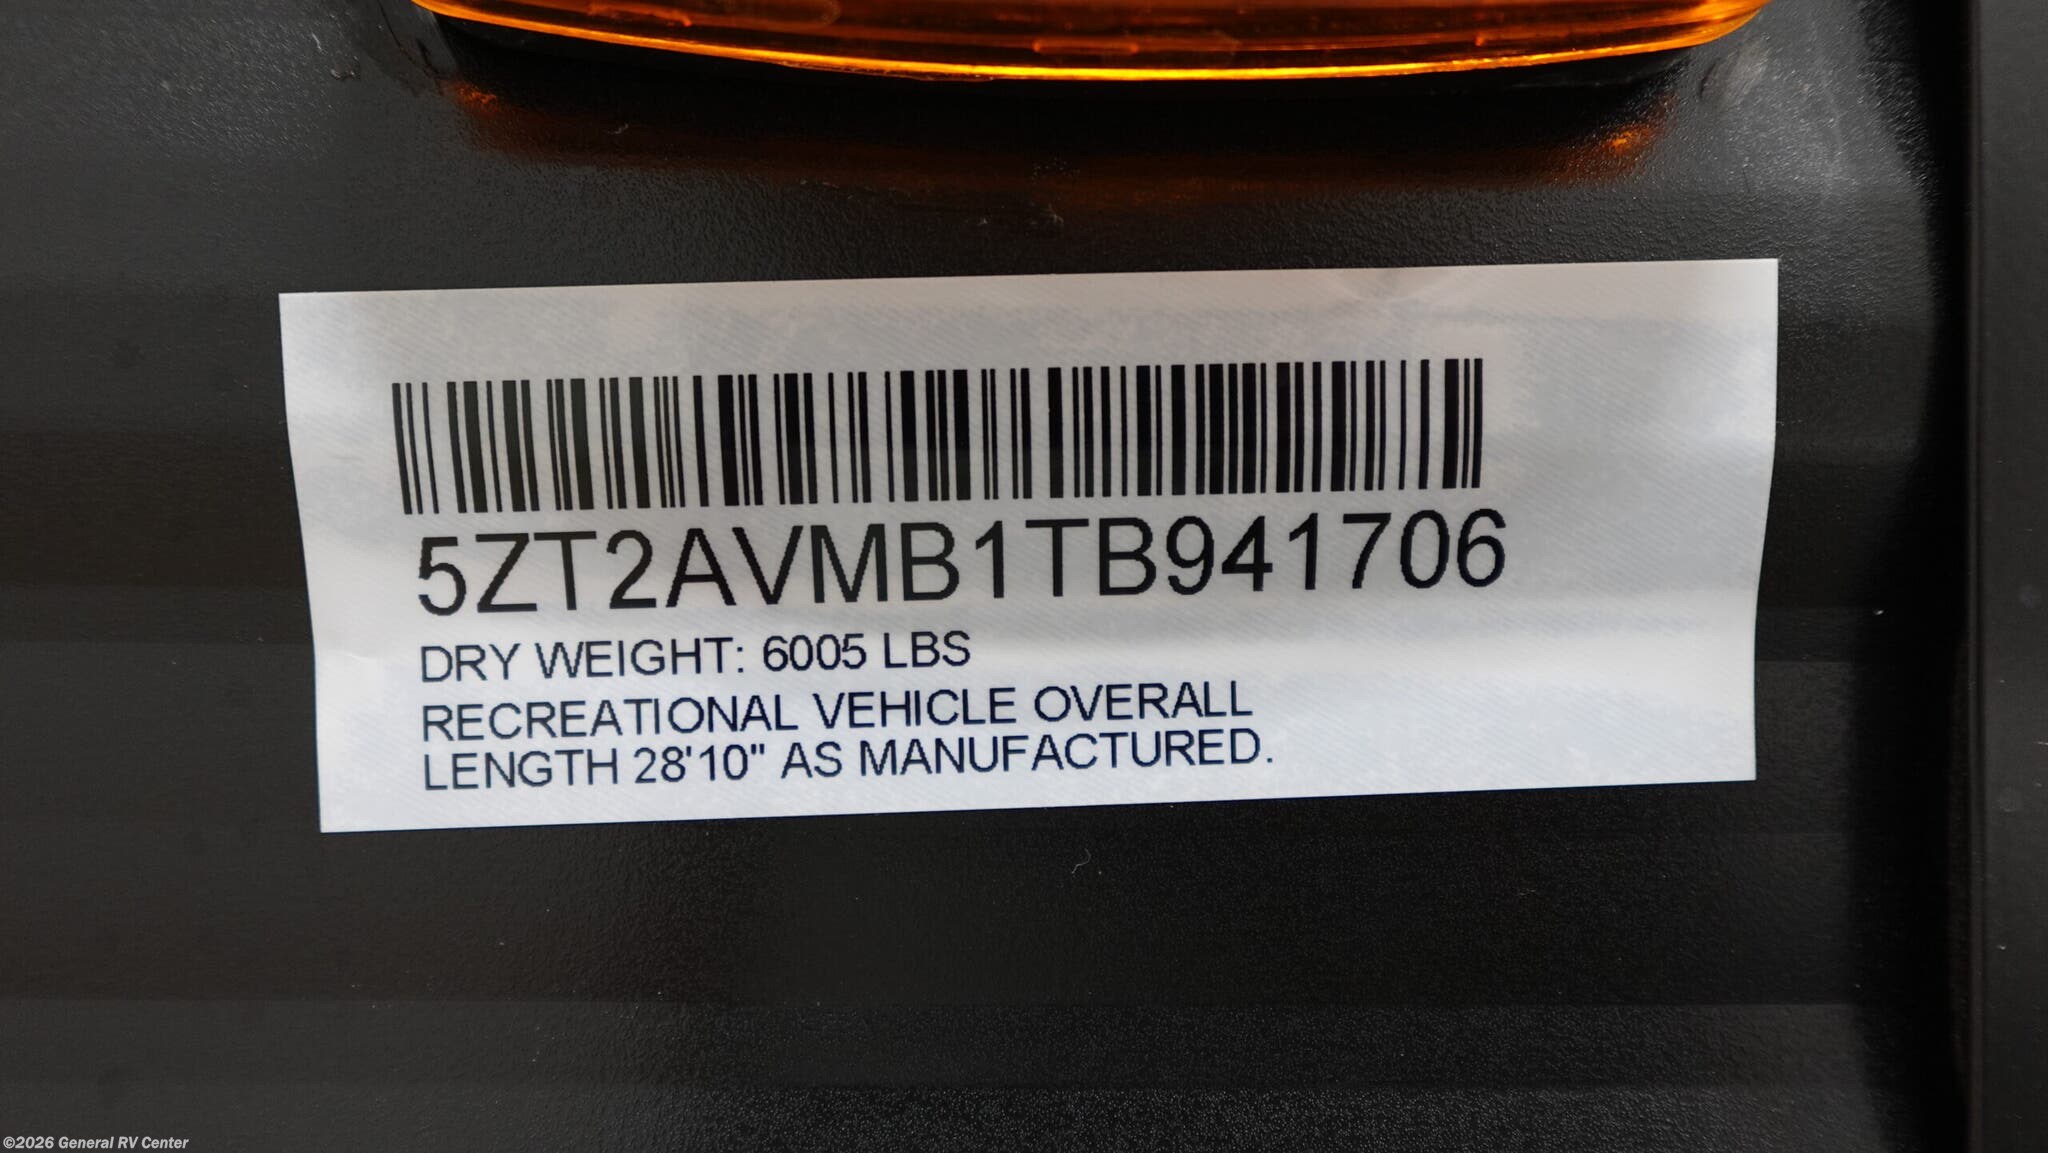 5ZT2AVMB1TB941706
DRY WEIGHT: 6005 LBS
RECREATIONAL VEHICLE OVERALL
LENGTH 28'10" AS MANUFACTURED.
©2026 General RV Center